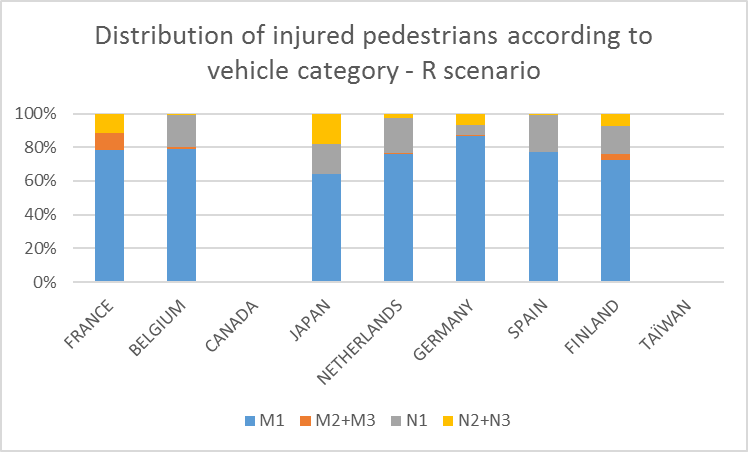 Distribution of injured pedestrians according to
vehicle category - R scenario
100%
80%
60%
40%
20%
0%
FRANCE
BELGIUM
CANADA
JAPAN
NETHERLANDS
GERMANY
SPAIN
FINLAND
TAÏWAN
M1 M2+M3 N1 N2+N3